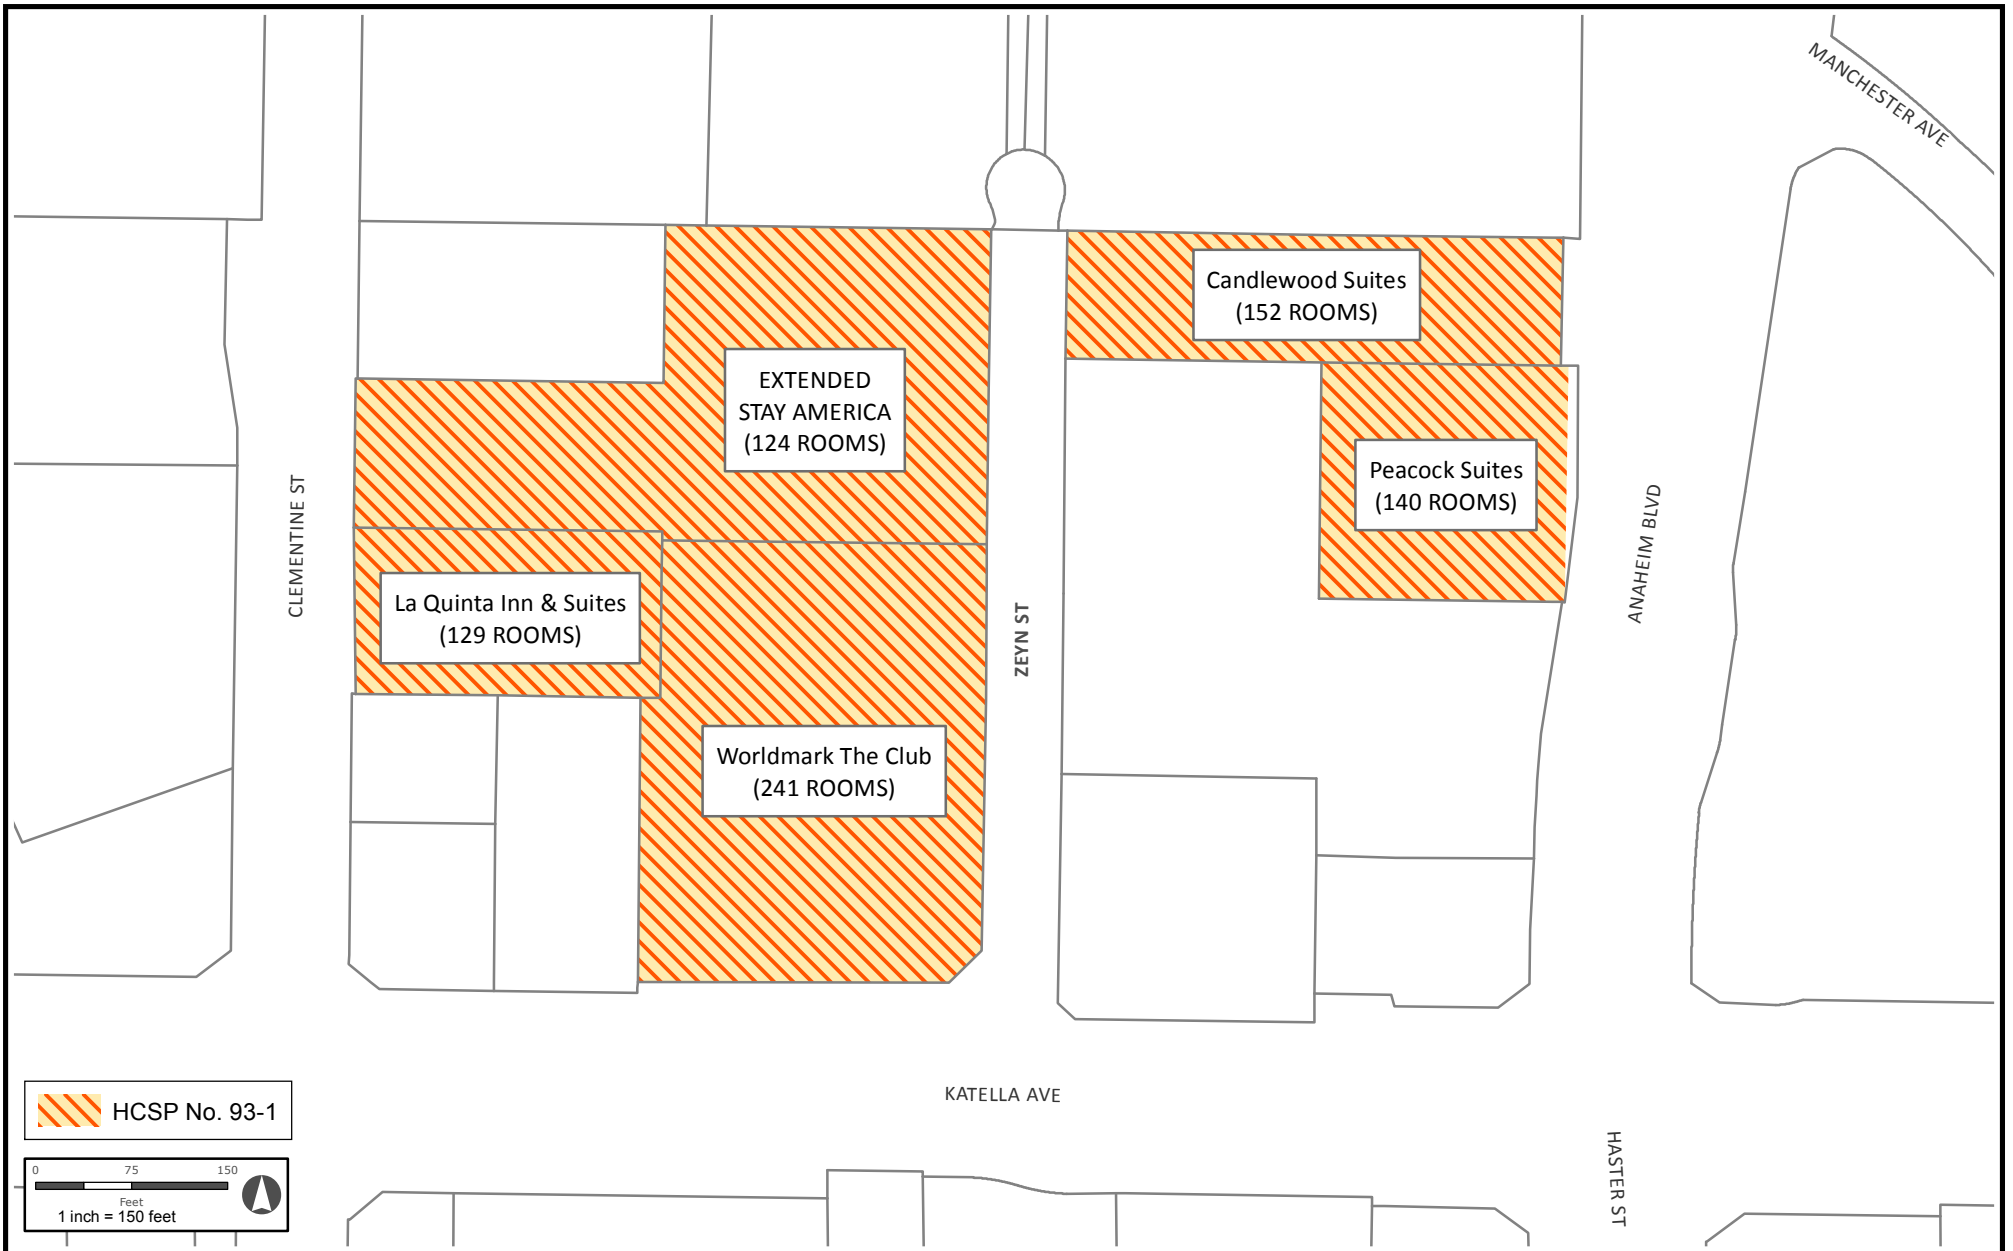 MANCHESTER AVE
Candlewood Suites
(152 ROOMS)
EXTENDED
STAY AMERICA
(124 ROOMS)
Peacock Suites
(140 ROOMS)
CLEMENTINE ST
ANAHEIM BLVD
La Quinta Inn & Suites
(129 ROOMS)
ZEYN ST
Worldmark The Club
(241 ROOMS)
KATELLA AVE
HCSP No. 93-1
HASTER ST
0 75 150
Feet
1 inch = 150 feet